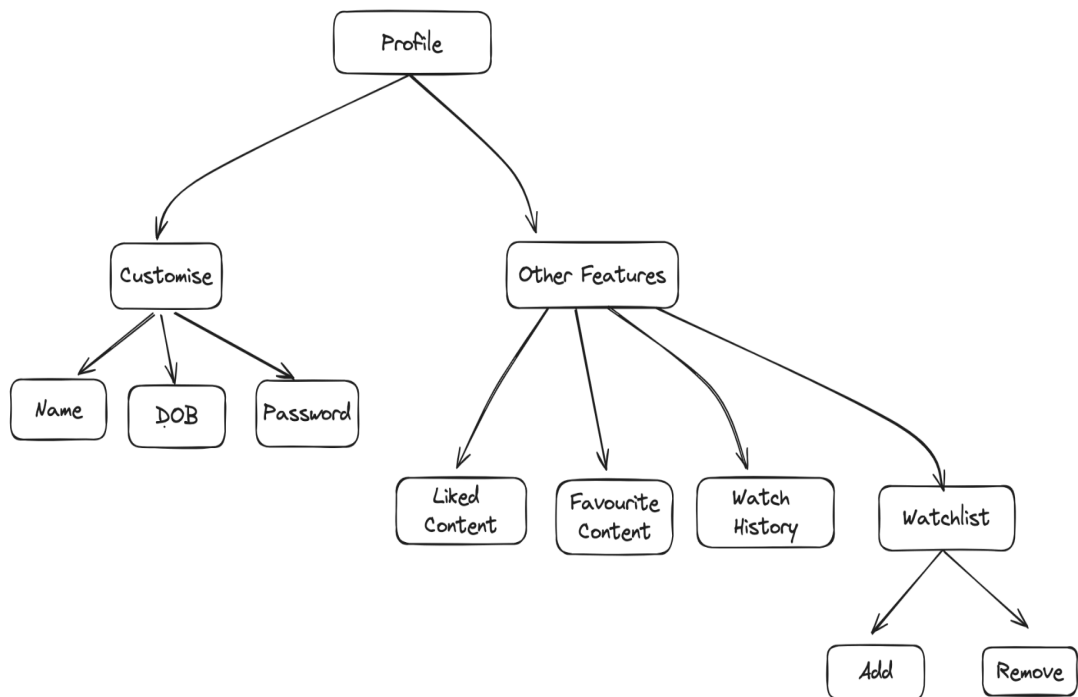 Profile
Customise
Other Features
Name
DOB
Password
Liked
Content
Favourite
Content
Watch
History
Watchlist
Add
Remove